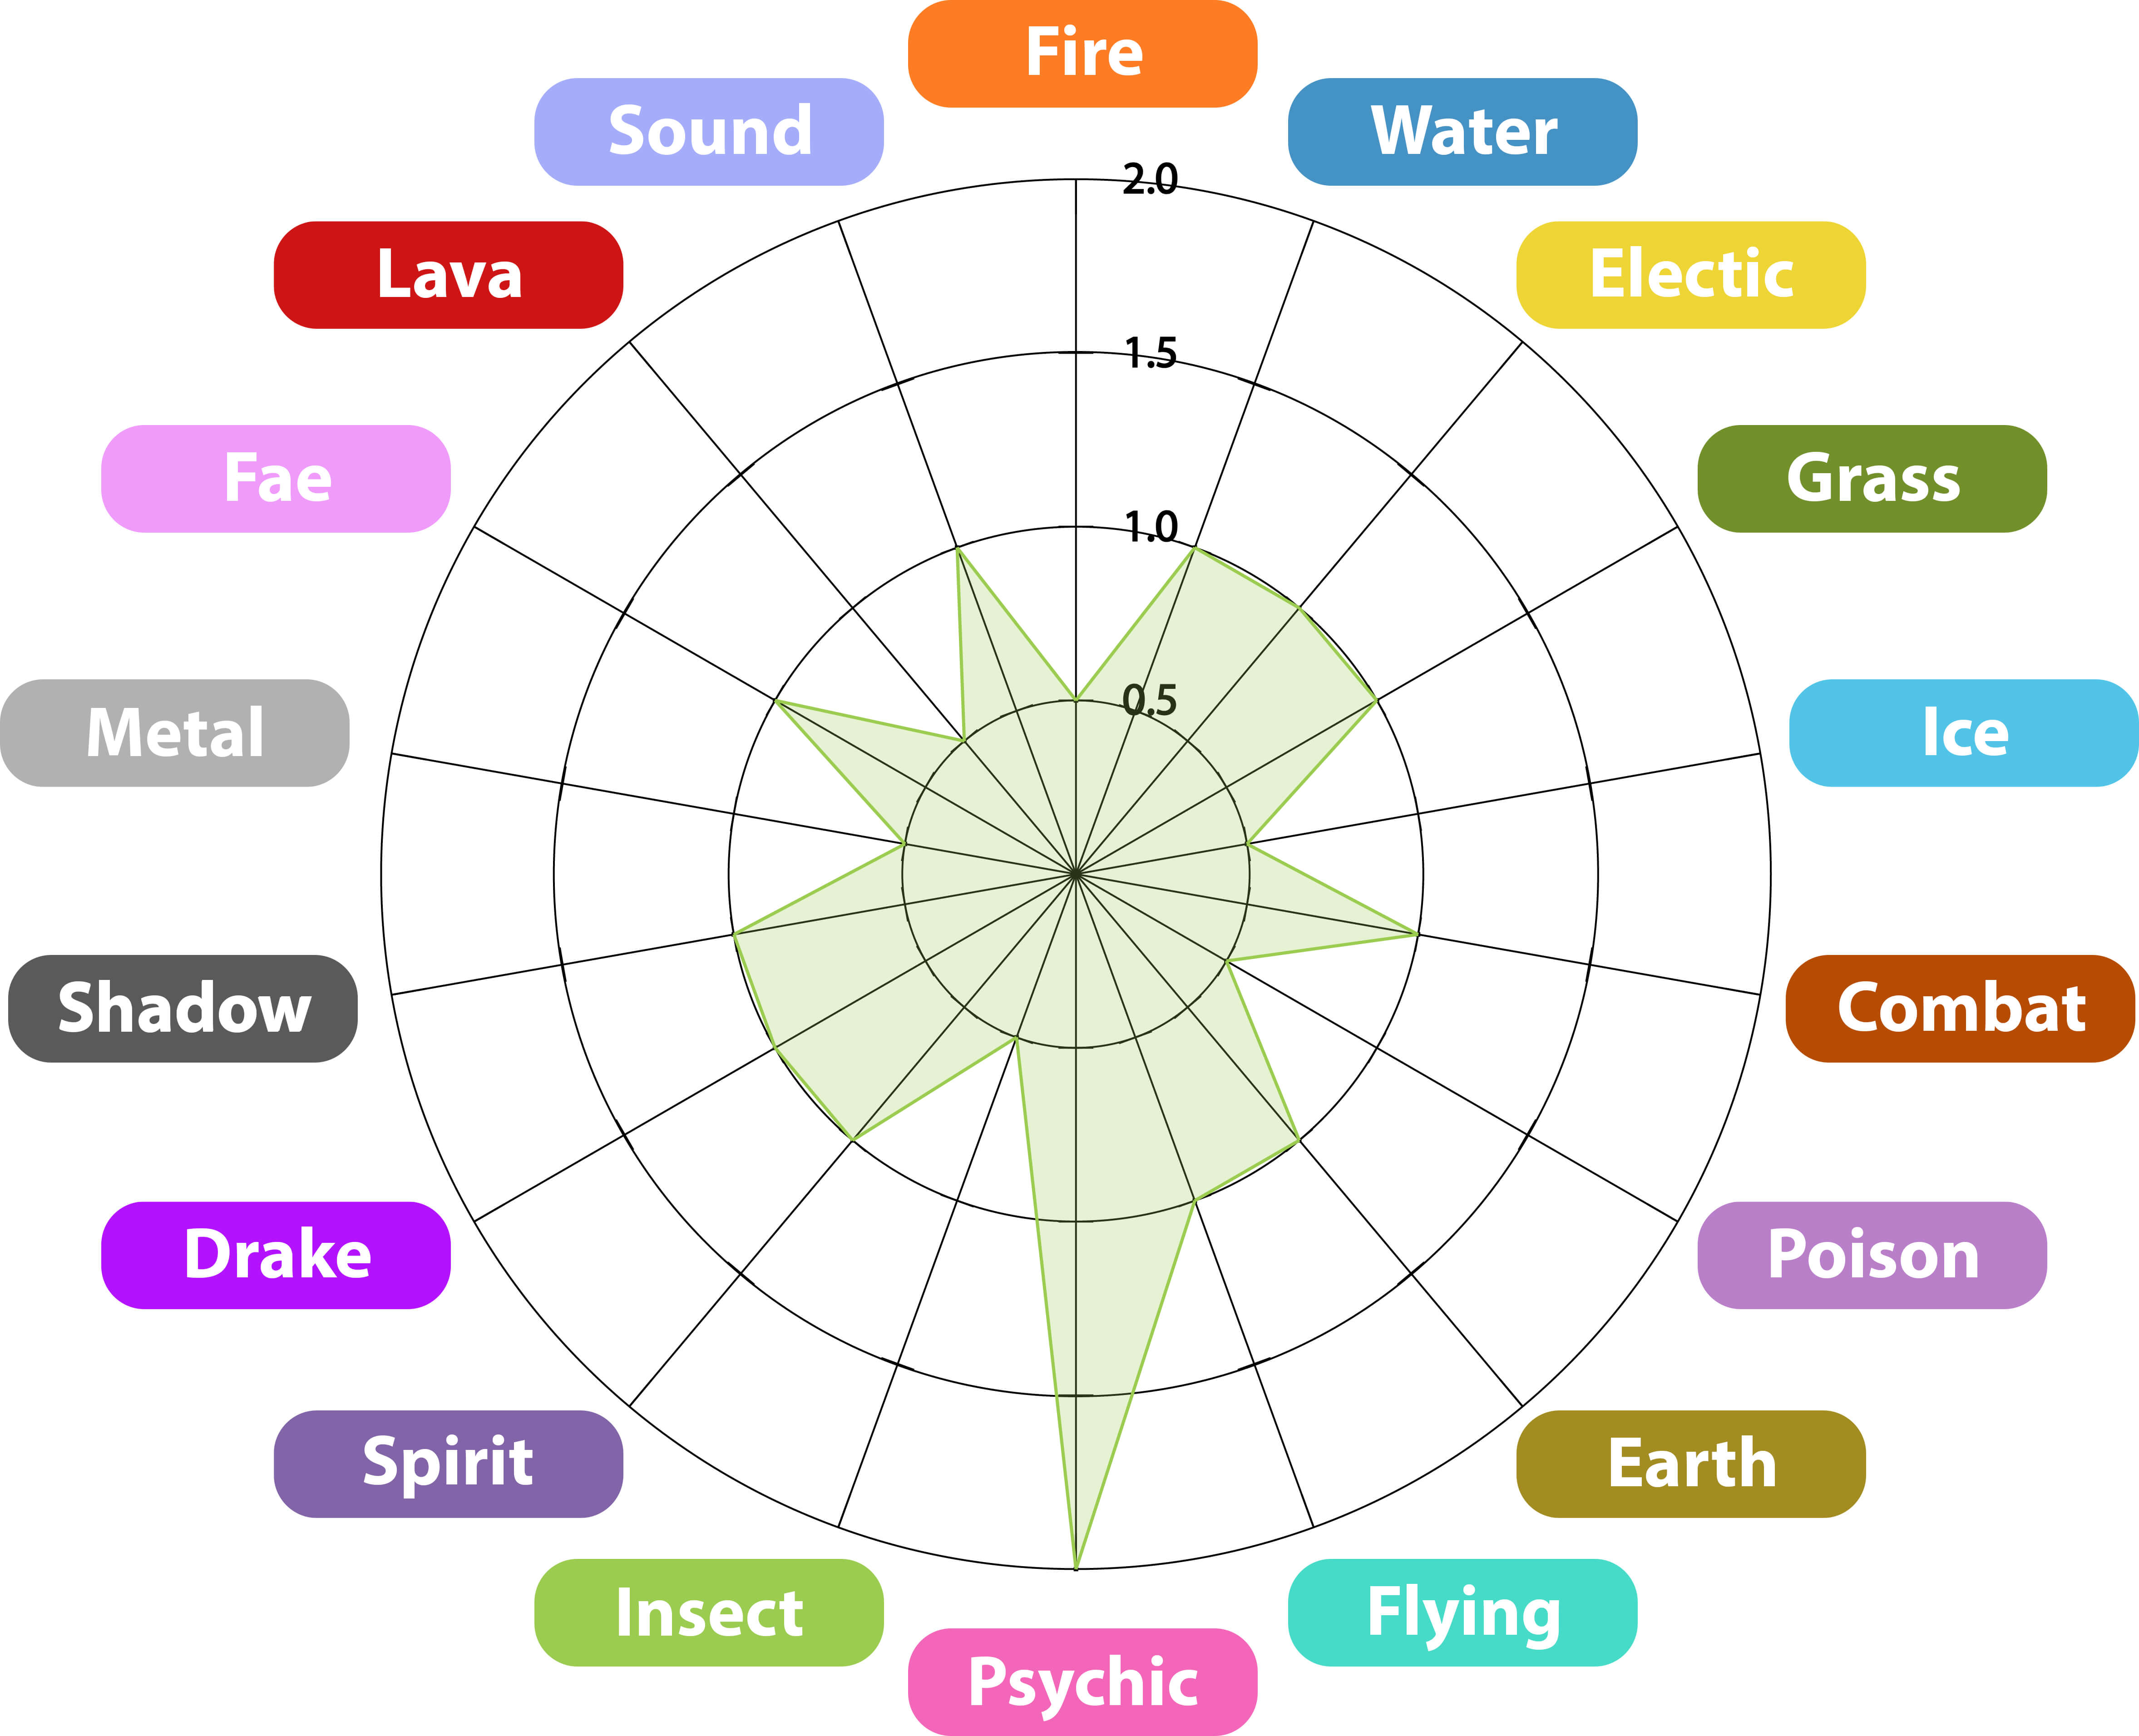 Fire
Sound
Water
2.0
Lava
Electic
1.5
Fae
Grass
1.0
Metal
Ice
0.5
Shadow
Combat
Drake
Poison
Spirit
Earth
Insect
Flying
Psychic